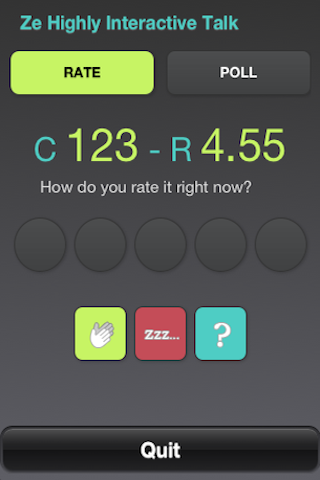 Ze Highly Interactive Talk
RATE POLL
C 123 - R 4.55
How do you rate it right now?
Zzz... ?
Quit